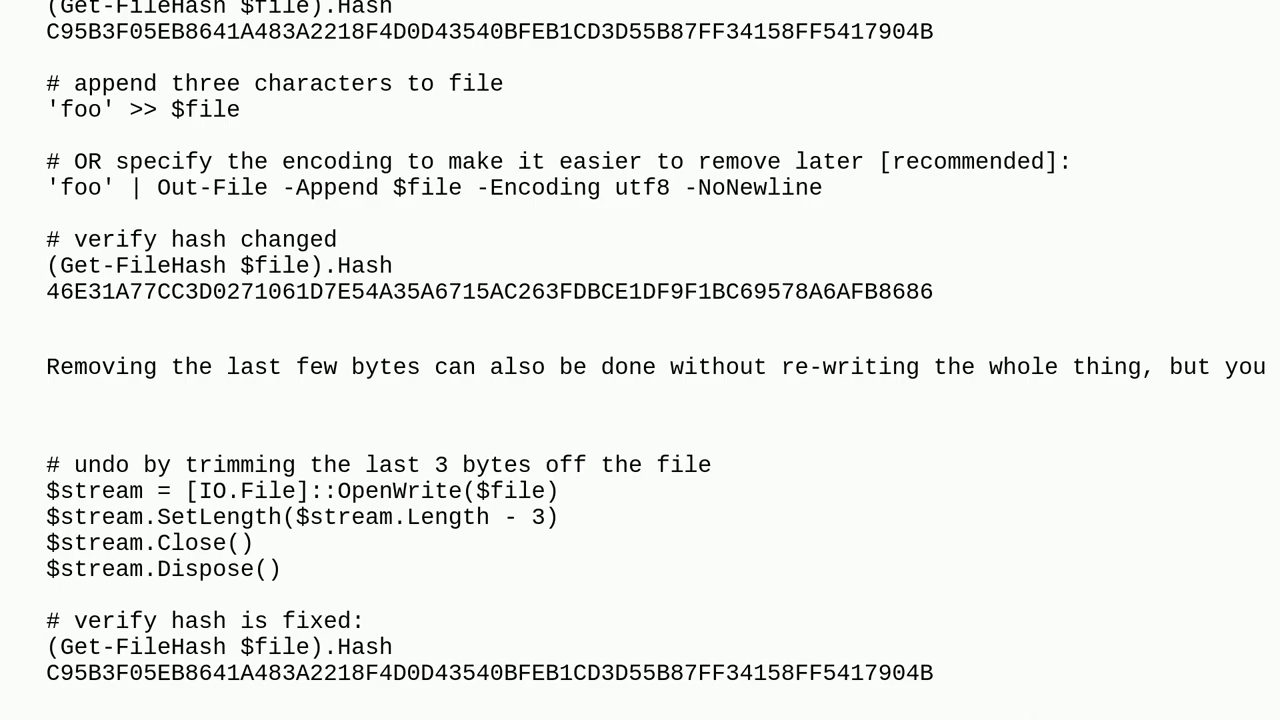 (Get-FileHash $file).Hash
C95B3F05EB8641A483A2218F4D0D43540BFEB1CD3D55B87FF34158FF5417904B
# append three characters to file
'foo' >> $file
# OR specify the encoding to make it easier to remove later [recommended]:
'foo' | Out-File -Append $file -Encoding utf8 -NoNewline
# verify hash changed
(Get-FileHash $file).Hash
46E31A77CC3D0271061D7E54A35A6715AC263FDBCE1DF9F1BC69578A6AFB8686
Removing the last few bytes can also be done without re-writing the whole thing, but you
# undo by trimming the last 3 bytes off the file
$stream = [IO.File]::OpenWrite($file)
$stream.SetLength($stream.Length - 3)
$stream.Close()
$stream.Dispose()
# verify hash is fixed:
(Get-FileHash $file).Hash
C95B3F05EB8641A483A2218F4D0D43540BFEB1CD3D55B87FF34158FF5417904B